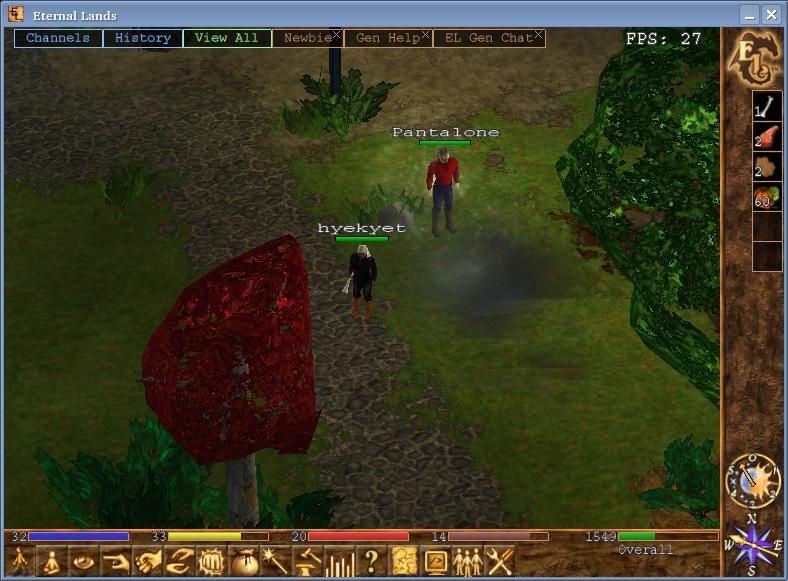 Eternal Lands
Channels History View All Newbie Gen Help EL Gen Chat FPS: 27
Pantalone
hyekyet
1
2
2
60
N
W E
S
32 33 20 14 1549
Overall